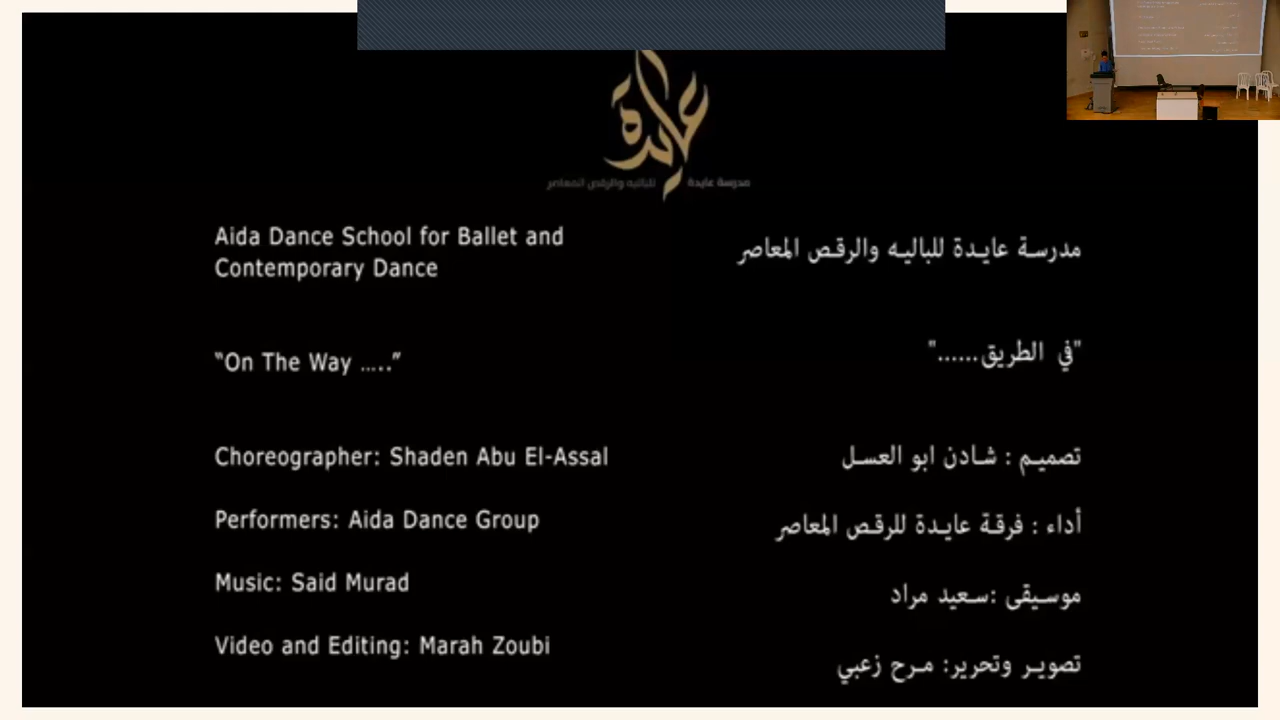 عايدة
مدرسة عايدة للباليه والرقص المعاصر
Aida Dance School for Ballet and
Contemporary Dance
مدرسة عايدة للباليه والرقص المعاصر
“On The Way …..”
"في الطريق......"
Choreographer: Shaden Abu El-Assal
تصميم : شادن ابو العسل
Performers: Aida Dance Group
أداء : فرقة عايدة للرقص المعاصر
Music: Said Murad
موسيقى :سعيد مراد
Video and Editing: Marah Zoubi
تصوير وتحرير: مرح زعبي